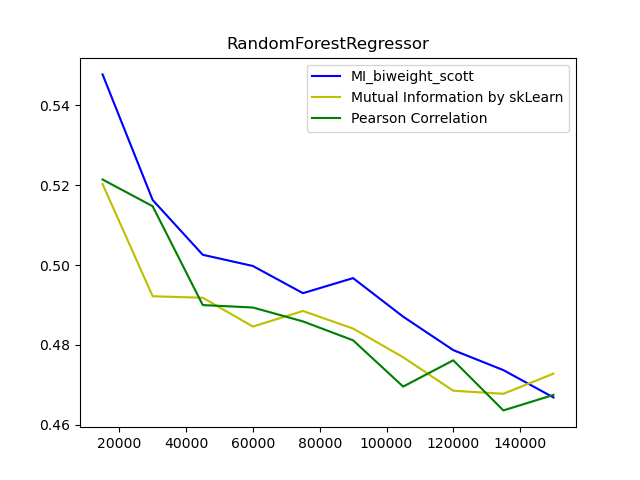 RandomForestRegressor
MI_biweight_scott
Mutual Information by skLearn
Pearson Correlation
0.54
0.52
0.50
0.48
0.46
20000 40000 60000 80000 100000 120000 140000